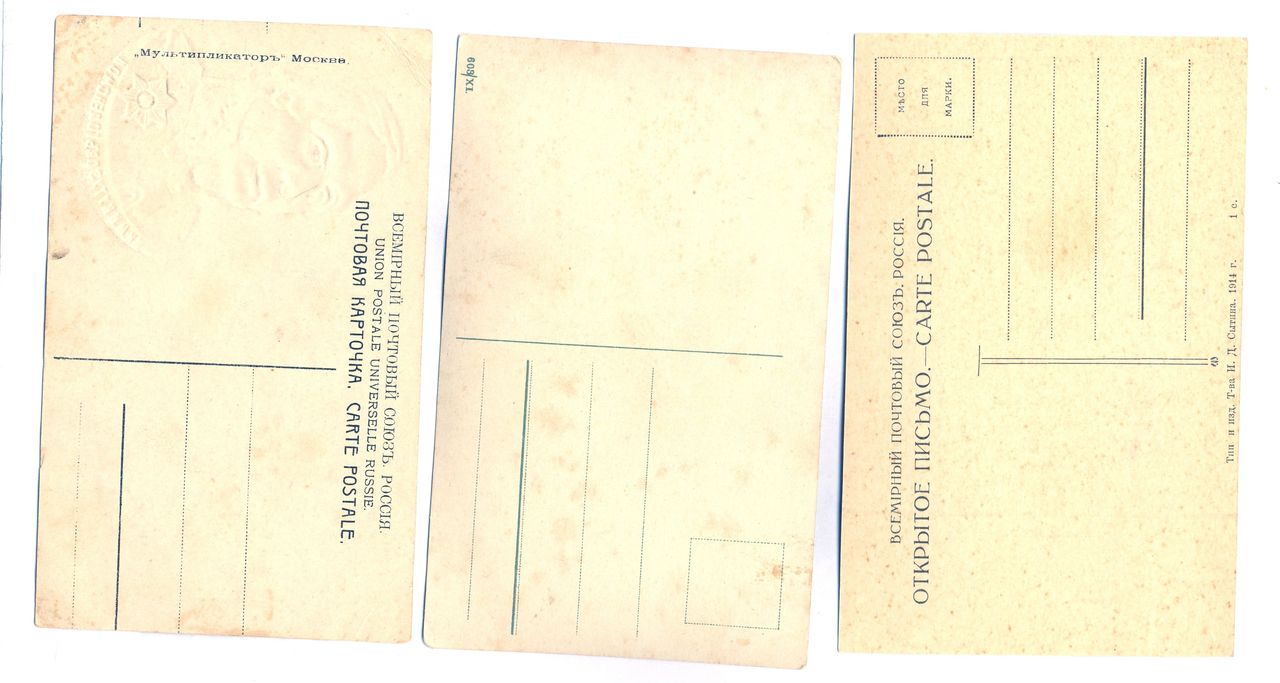 „Мультипликаторъ" Москва.
ВСЕМІРНЫЙ ПОЧТОВЫЙ СОЮЗЪ. РОССІЯ.
UNION POSTALE UNIVERSELLE RUSSIE.
ПОЧТОВАЯ КАРТОЧКА. CARTE POSTALE.
609/XI.
МѢСТО
ДЛЯ
МАРКИ.
ВСЕМІРНЫЙ ПОЧТОВЫЙ СОЮЗЪ. РОССІЯ.
ОТКРЫТОЕ ПИСЬМО.—CARTE POSTALE.
Тип. и изд. Т-ва И. Д. Сытина. 1914 г. 1 с.